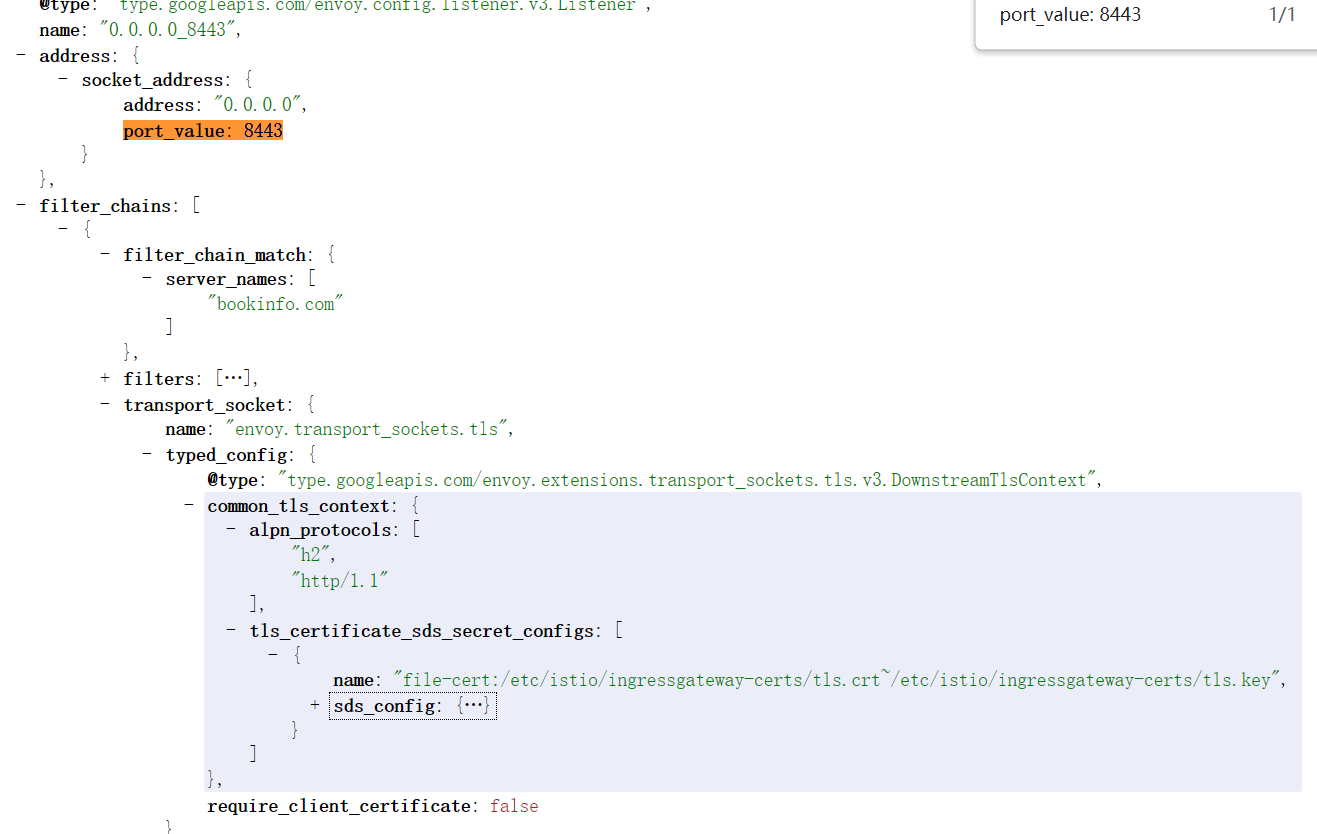 @type: "type.googleapis.com/envoy.config.listener.v3.Listener",
name: "0.0.0.0_8443",
port_value: 8443 1/1
- address: {
- socket_address: {
address: "0.0.0.0",
port_value: 8443
}
},
- filter_chains: [
- {
- filter_chain_match: {
- server_names: [
"bookinfo.com"
]
},
+ filters: [⋯],
- transport_socket: {
name: "envoy.transport_sockets.tls",
- typed_config: {
@type: "type.googleapis.com/envoy.extensions.transport_sockets.tls.v3.DownstreamTlsContext",
- common_tls_context: {
- alpn_protocols: [
"h2",
"http/1.1"
],
- tls_certificate_sds_secret_configs: [
- {
name: "file-cert:/etc/istio/ingressgateway-certs/tls.crt~/etc/istio/ingressgateway-certs/tls.key",
+ sds_config: {⋯}
}
]
},
require_client_certificate: false
}